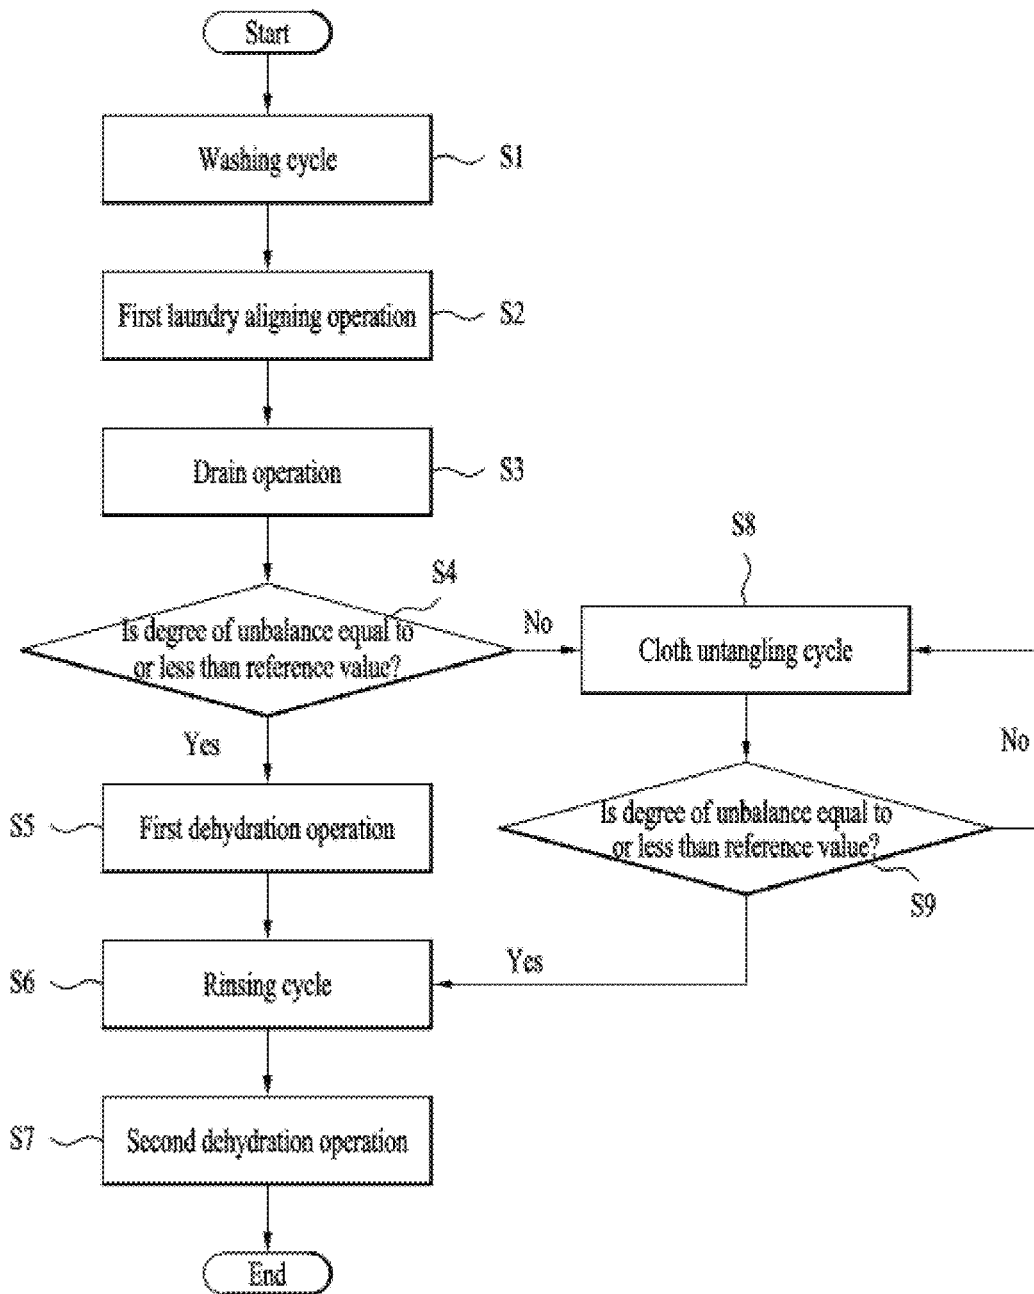 Start
Washing cycle
S1
First laundry aligning operation
S2
Drain operation
S3
S4
Is degree of unbalance equal to
or less than reference value?
No
S8
Cloth untangling cycle
Yes
No
S5
First dehydration operation
Is degree of unbalance equal to
or less than reference value?
S9
S6
Rinsing cycle
Yes
S7
Second dehydration operation
End